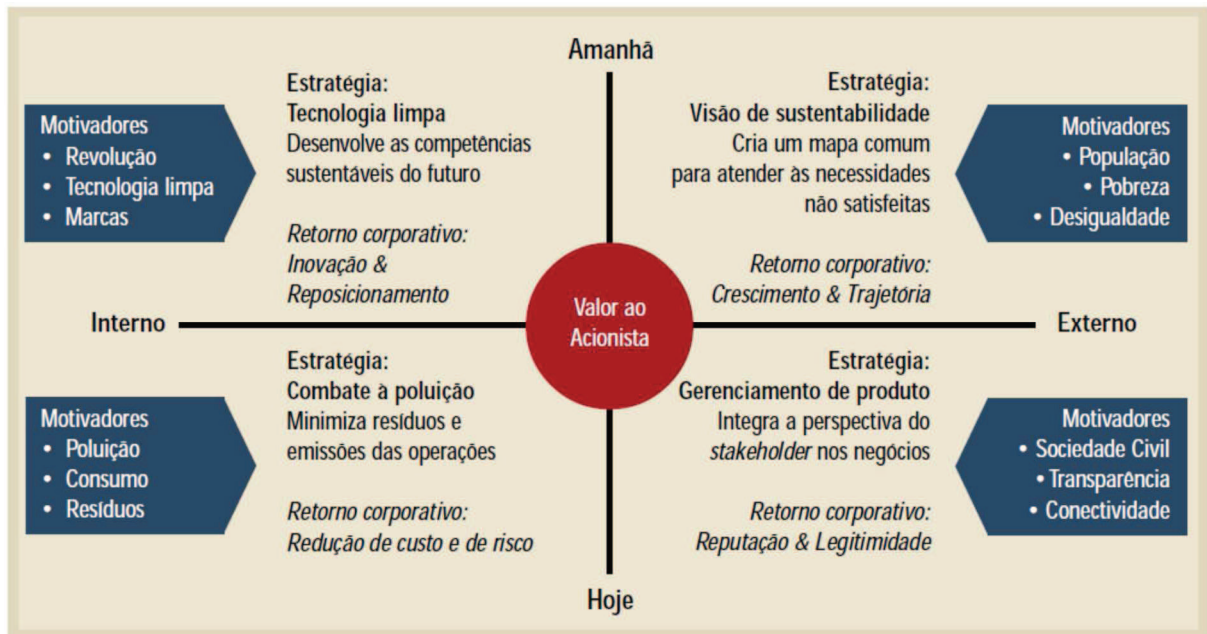 Amanhã
Motivadores
• Revolução
• Tecnologia limpa
• Marcas
Estratégia:
Tecnologia limpa
Desenvolve as competências
sustentáveis do futuro
Retorno corporativo:
Inovação &
Reposicionamento
Estratégia:
Visão de sustentabilidade
Cria um mapa comum
para atender às necessidades
não satisfeitas
Retorno corporativo:
Crescimento & Trajetória
Motivadores
• População
• Pobreza
• Desigualdade
Interno
Valor ao
Acionista
Externo
Motivadores
• Poluição
• Consumo
• Resíduos
Estratégia:
Combate à poluição
Minimiza resíduos e
emissões das operações
Retorno corporativo:
Redução de custo e de risco
Estratégia:
Gerenciamento de produto
Integra a perspectiva do
stakeholder nos negócios
Retorno corporativo:
Reputação & Legitimidade
Motivadores
• Sociedade Civil
• Transparência
• Conectividade
Hoje